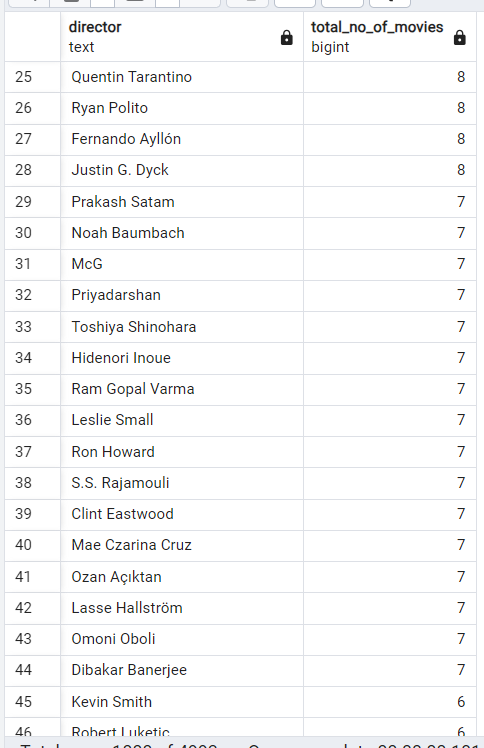 director total_no_of_movies
text bigint
25 Quentin Tarantino 8
26 Ryan Polito 8
27 Fernando Ayllón 8
28 Justin G. Dyck 8
29 Prakash Satam 7
30 Noah Baumbach 7
31 McG 7
32 Priyadarshan 7
33 Toshiya Shinohara 7
34 Hidenori Inoue 7
35 Ram Gopal Varma 7
36 Leslie Small 7
37 Ron Howard 7
38 S.S. Rajamouli 7
39 Clint Eastwood 7
40 Mae Czarina Cruz 7
41 Ozan Açıktan 7
42 Lasse Hallström 7
43 Omoni Oboli 7
44 Dibakar Banerjee 7
45 Kevin Smith 6
46 Robert Luketic 6